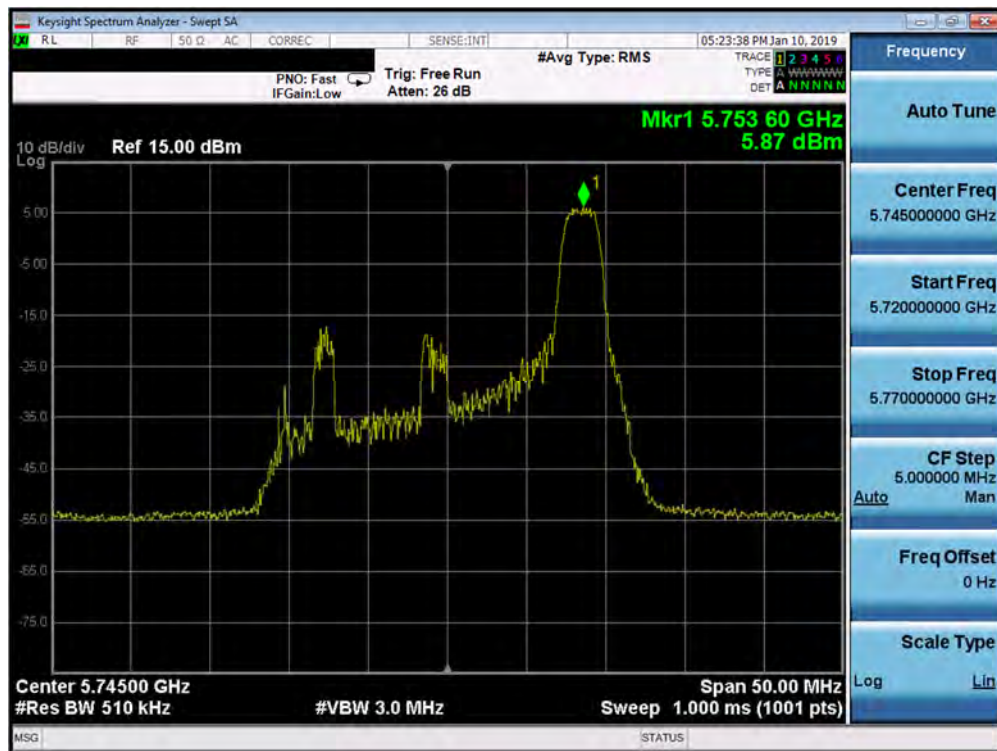 Keysight Spectrum Analyzer - Swept SA
LXI RL RF 50 Ω AC CORREC SENSE:INT 05:23:38 PM Jan 10, 2019
#Avg Type: RMS
TRACE 1 2 3 4 5 6
PNO: Fast Trig: Free Run TYPE A WWWWW
IFGain:Low Atten: 26 dB DET A N N N N N
Mkr1 5.753 60 GHz
5.87 dBm
10 dB/div Ref 15.00 dBm
Log
1
5.00
-5.00
-15.0
-25.0
-35.0
-45.0
-55.0
-65.0
-75.0
Center 5.74500 GHz Span 50.00 MHz
#Res BW 510 kHz #VBW 3.0 MHz Sweep 1.000 ms (1001 pts)
MSG STATUS
Frequency
Auto Tune
Center Freq
5.745000000 GHz
Start Freq
5.720000000 GHz
Stop Freq
5.770000000 GHz
CF Step
5.000000 MHz
Auto Man
Freq Offset
0 Hz
Scale Type
Log Lin